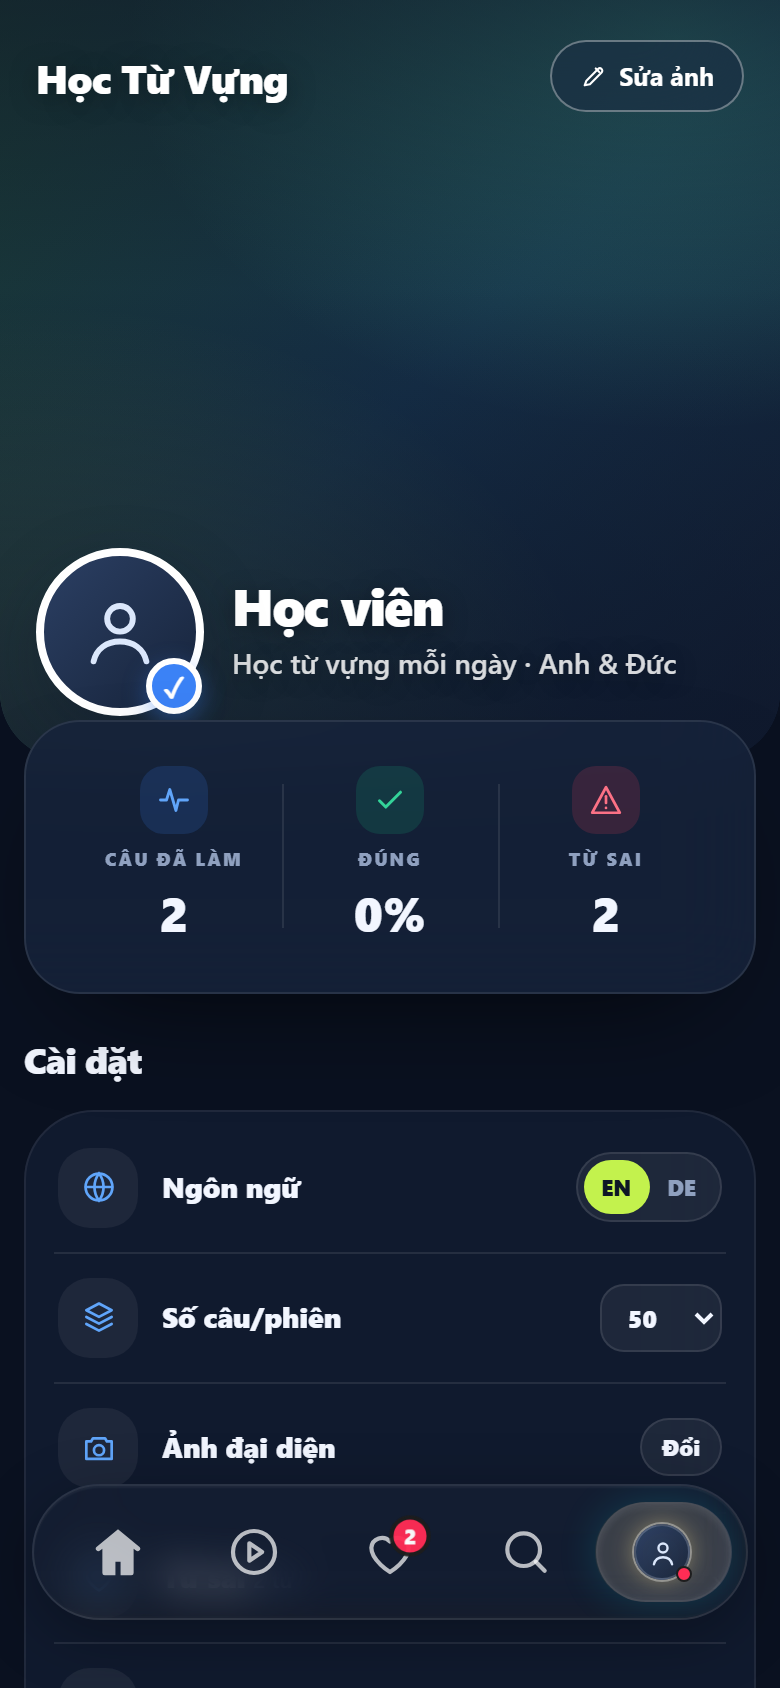 Học Từ Vựng
Sửa ảnh
Học viên
Học từ vựng mỗi ngày · Anh & Đức
CÂU ĐÃ LÀM
ĐÚNG
TỪ SAI
2
0%
2
Cài đặt
Ngôn ngữ
EN
DE
Số câu/phiên
50
Ảnh đại diện
Đổi
2